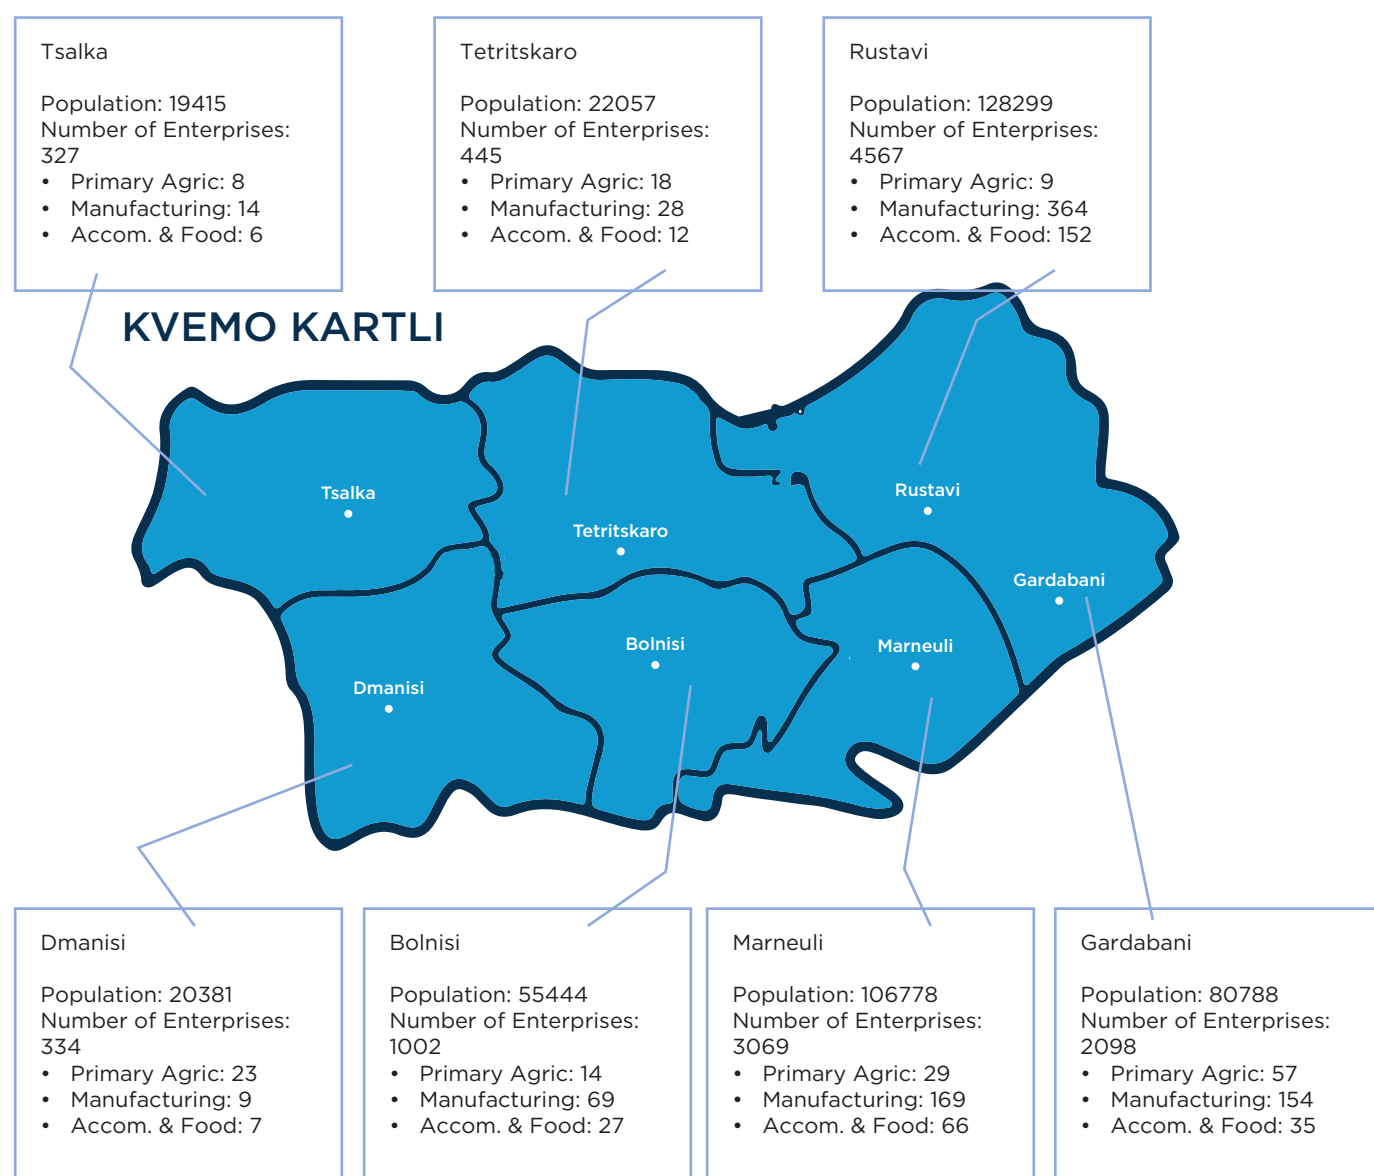 Tsalka
Population: 19415
Number of Enterprises:
327
• Primary Agric: 8
• Manufacturing: 14
• Accom. & Food: 6
Tetritskaro
Population: 22057
Number of Enterprises:
445
• Primary Agric: 18
• Manufacturing: 28
• Accom. & Food: 12
Rustavi
Population: 128299
Number of Enterprises:
4567
• Primary Agric: 9
• Manufacturing: 364
• Accom. & Food: 152
KVEMO KARTLI
Tsalka
Tetritskaro
Rustavi
Gardabani
Bolnisi
Marneuli
Dmanisi
Dmanisi
Population: 20381
Number of Enterprises:
334
• Primary Agric: 23
• Manufacturing: 9
• Accom. & Food: 7
Bolnisi
Population: 55444
Number of Enterprises:
1002
• Primary Agric: 14
• Manufacturing: 69
• Accom. & Food: 27
Marneuli
Population: 106778
Number of Enterprises:
3069
• Primary Agric: 29
• Manufacturing: 169
• Accom. & Food: 66
Gardabani
Population: 80788
Number of Enterprises:
2098
• Primary Agric: 57
• Manufacturing: 154
• Accom. & Food: 35